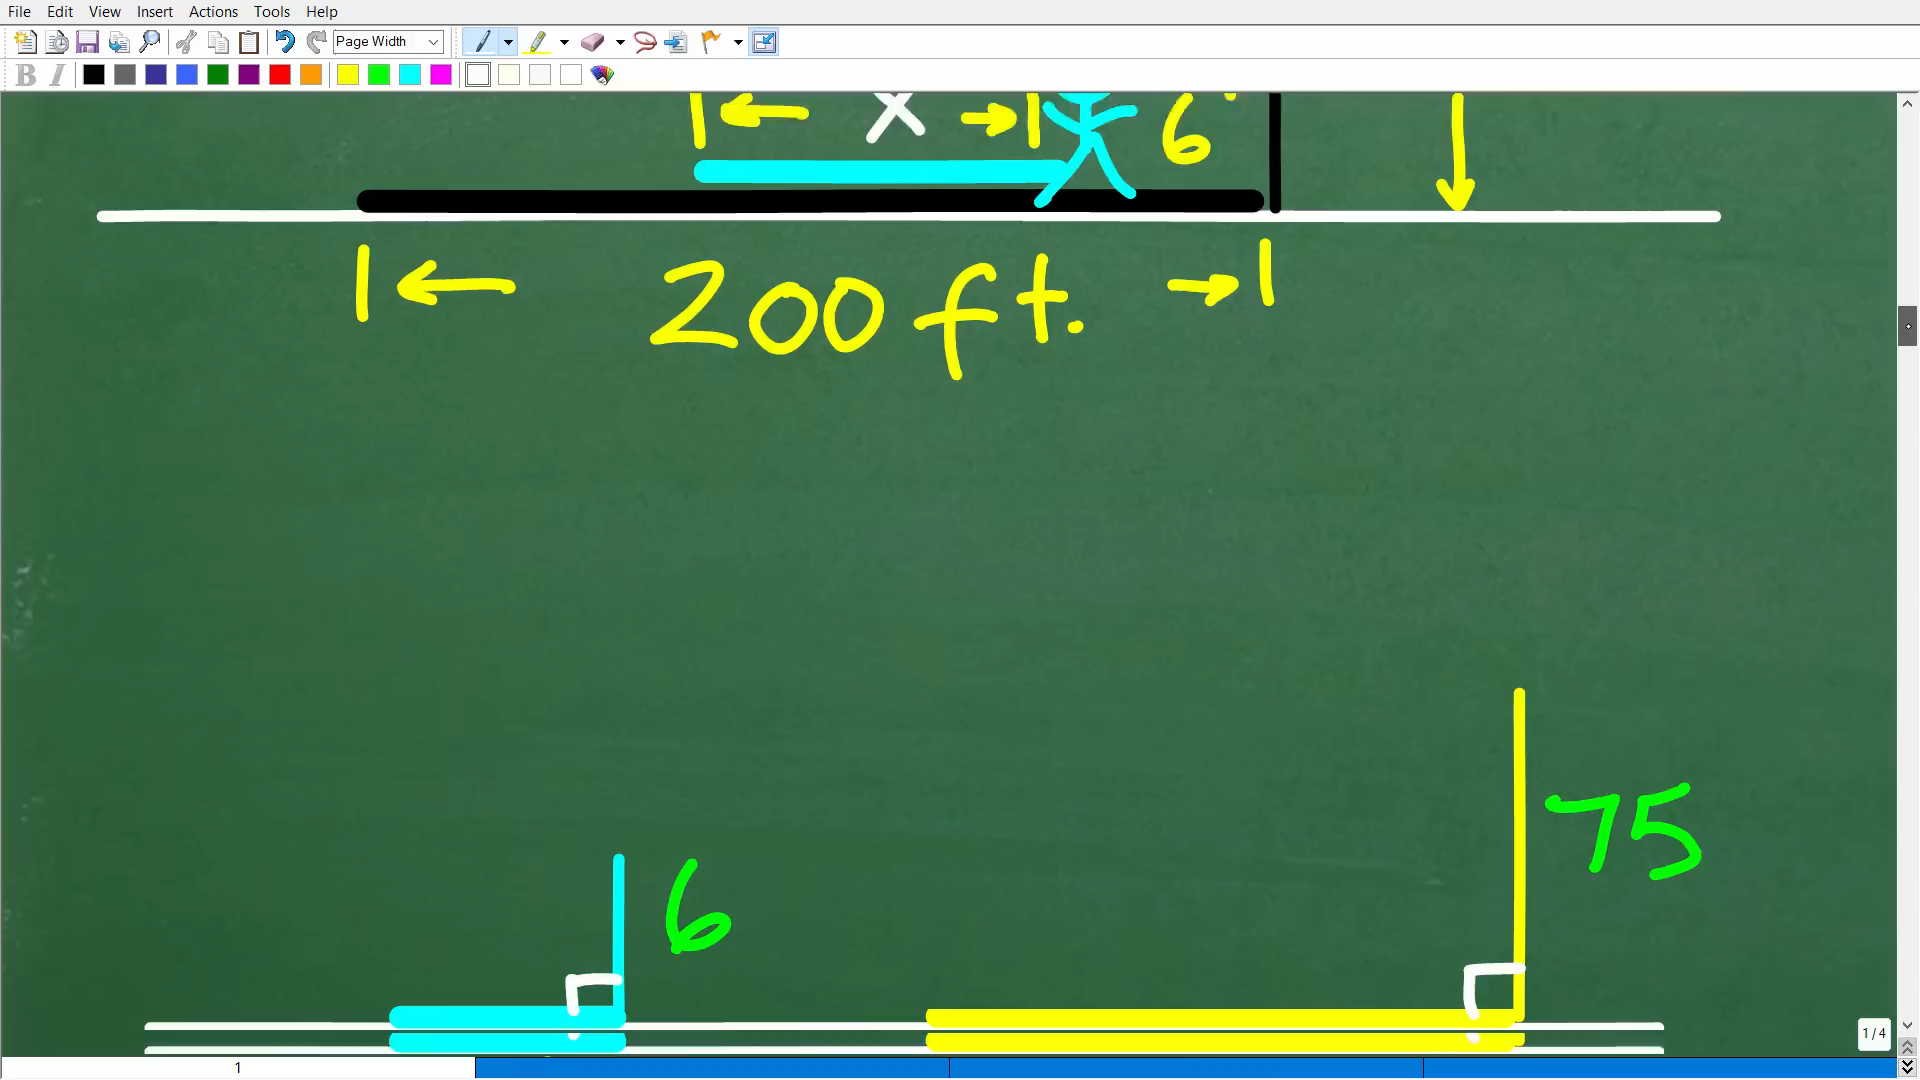 File Edit View Insert Actions Tools Help
Page Width
B I
X 6'
200 ft.
75
6
1 / 4
1